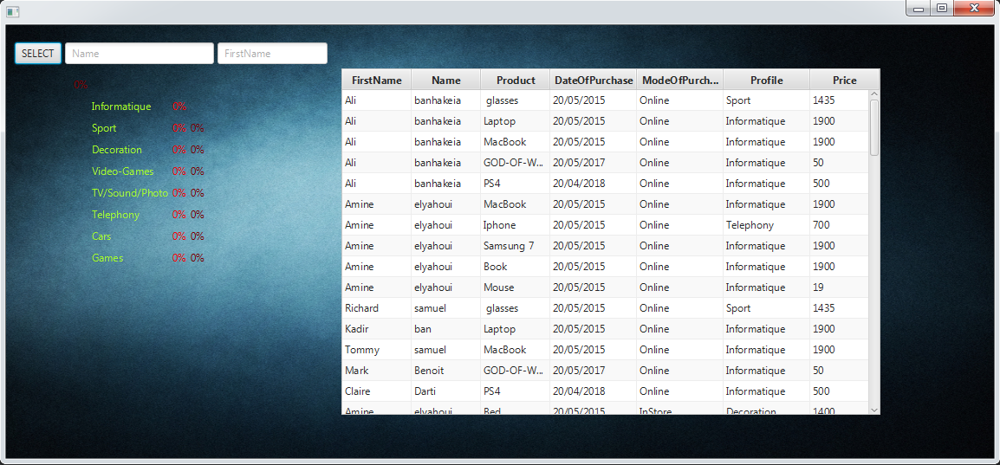 SELECT Name FirstName
0%
Informatique 0%
Sport 0% 0%
Decoration 0% 0%
Video-Games 0% 0%
TV/Sound/Photo 0% 0%
Telephony 0% 0%
Cars 0% 0%
Games 0% 0%
FirstName Name Product DateOfPurchase ModeOfPurch... Profile Price
Ali banhakeia glasses 20/05/2015 Online Sport 1435
Ali banhakeia Laptop 20/05/2015 Online Informatique 1900
Ali banhakeia MacBook 20/05/2015 Online Informatique 1900
Ali banhakeia GOD-OF-W... 20/05/2017 Online Informatique 50
Ali banhakeia PS4 20/04/2018 Online Informatique 500
Amine elyahoui MacBook 20/05/2015 Online Informatique 1900
Amine elyahoui Iphone 20/05/2015 Online Telephony 700
Amine elyahoui Samsung 7 20/05/2015 Online Informatique 1900
Amine elyahoui Book 20/05/2015 Online Informatique 1900
Amine elyahoui Mouse 20/05/2015 Online Informatique 19
Richard samuel glasses 20/05/2015 Online Sport 1435
Kadir ban Laptop 20/05/2015 Online Informatique 1900
Tommy samuel MacBook 20/05/2015 Online Informatique 1900
Mark Benoit GOD-OF-W... 20/05/2017 Online Informatique 50
Claire Darti PS4 20/04/2018 Online Informatique 500
Amine elyahoui Bed 20/05/2015 InStore Decoration 1400